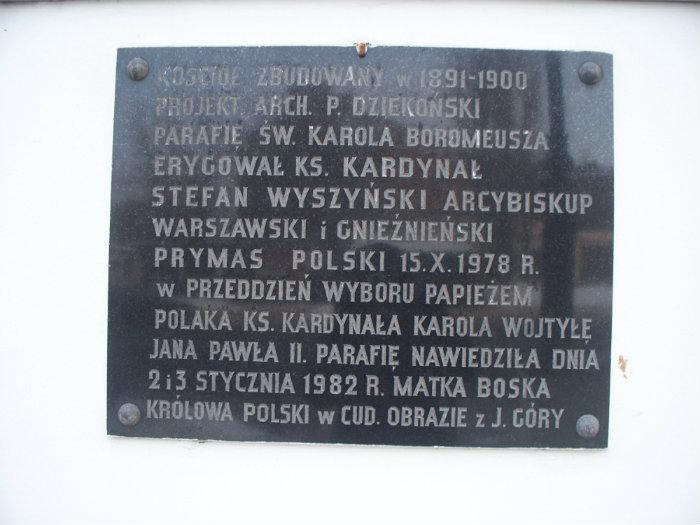 KOŚCIÓŁ ZBUDOWANY w 1891-1900
PROJEKT. ARCH. P. DZIEKOŃSKI
PARAFIĘ ŚW. KAROLA BOROMEUSZA
ERYGOWAŁ KS. KARDYNAŁ
STEFAN WYSZYŃSKI ARCYBISKUP
WARSZAWSKI i GNIEŹNIEŃSKI
PRYMAS POLSKI 15.X.1978 R.
w PRZEDDZIEŃ WYBORU PAPIEŻEM
POLAKA KS. KARDYNAŁA KAROLA WOJTYŁĘ
JANA PAWŁA II. PARAFIĘ NAWIEDZIŁA DNIA
2 i 3 STYCZNIA 1982 R. MATKA BOSKA
KRÓLOWA POLSKI w CUD. OBRAZIE z J. GÓRY